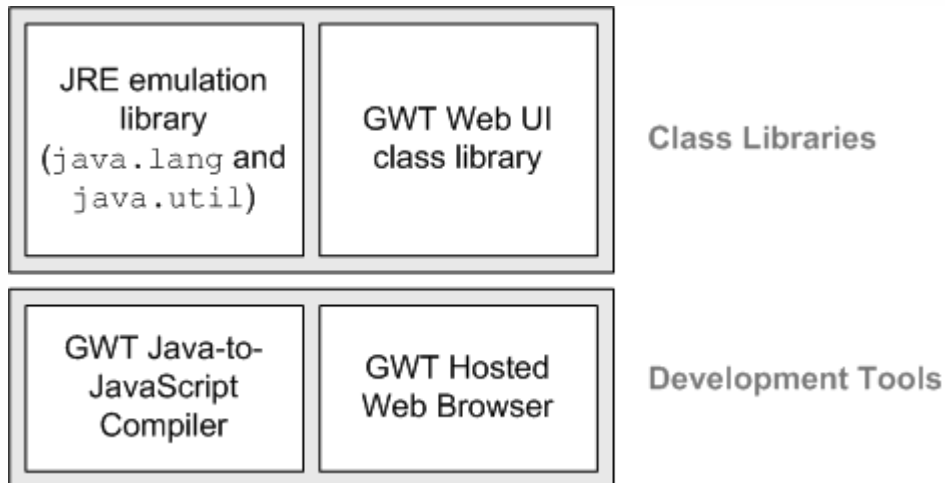 JRE emulation
library
(java.lang and
java.util)
GWT Web UI
class library
Class Libraries
GWT Java-to-
JavaScript
Compiler
GWT Hosted
Web Browser
Development Tools